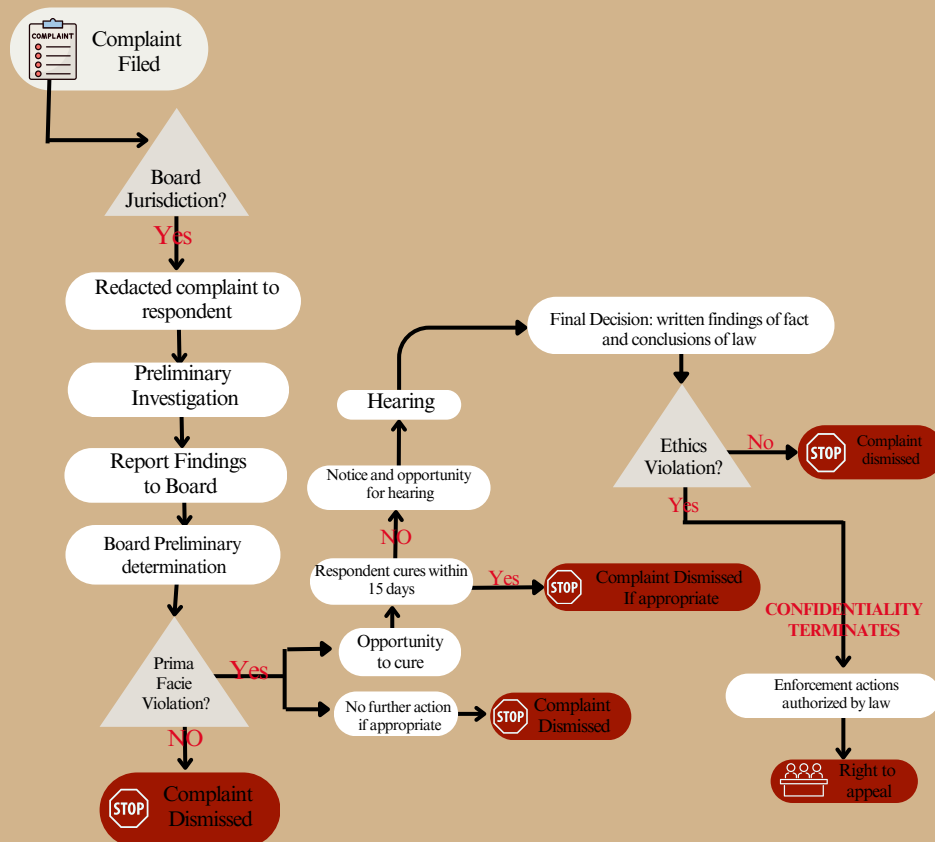 COMPLAINT
Complaint
Filed
Board
Jurisdiction?
Yes
Redacted complaint to
respondent
Preliminary
Investigation
Report Findings
to Board
Board Preliminary
determination
Prima
Facie
Violation?
NO
STOP
Complaint
Dismissed
Yes
Opportunity
to cure
No further action
if appropriate
STOP
Complaint
Dismissed
Respondent cures within
15 days
Yes
STOP
Complaint Dismissed
If appropriate
NO
Notice and opportunity
for hearing
Hearing
Final Decision: written findings of fact
and conclusions of law
Ethics
Violation?
No
STOP
Complaint
dismissed
Yes
CONFIDENTIALITY
TERMINATES
Enforcement actions
authorized by law
Right to
appeal